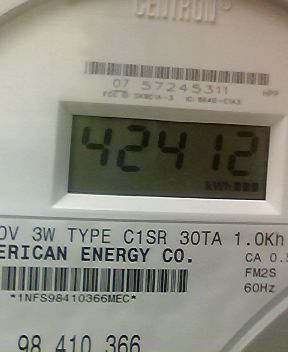 CENTRON®
07 57245311
HPP
42412
kWh
0V 3W TYPE C1SR 30TA 1.0Kh
ERICAN ENERGY CO.
CA 0.5
FM2S
60Hz
*1NFS98410366MEC*
98 410 366